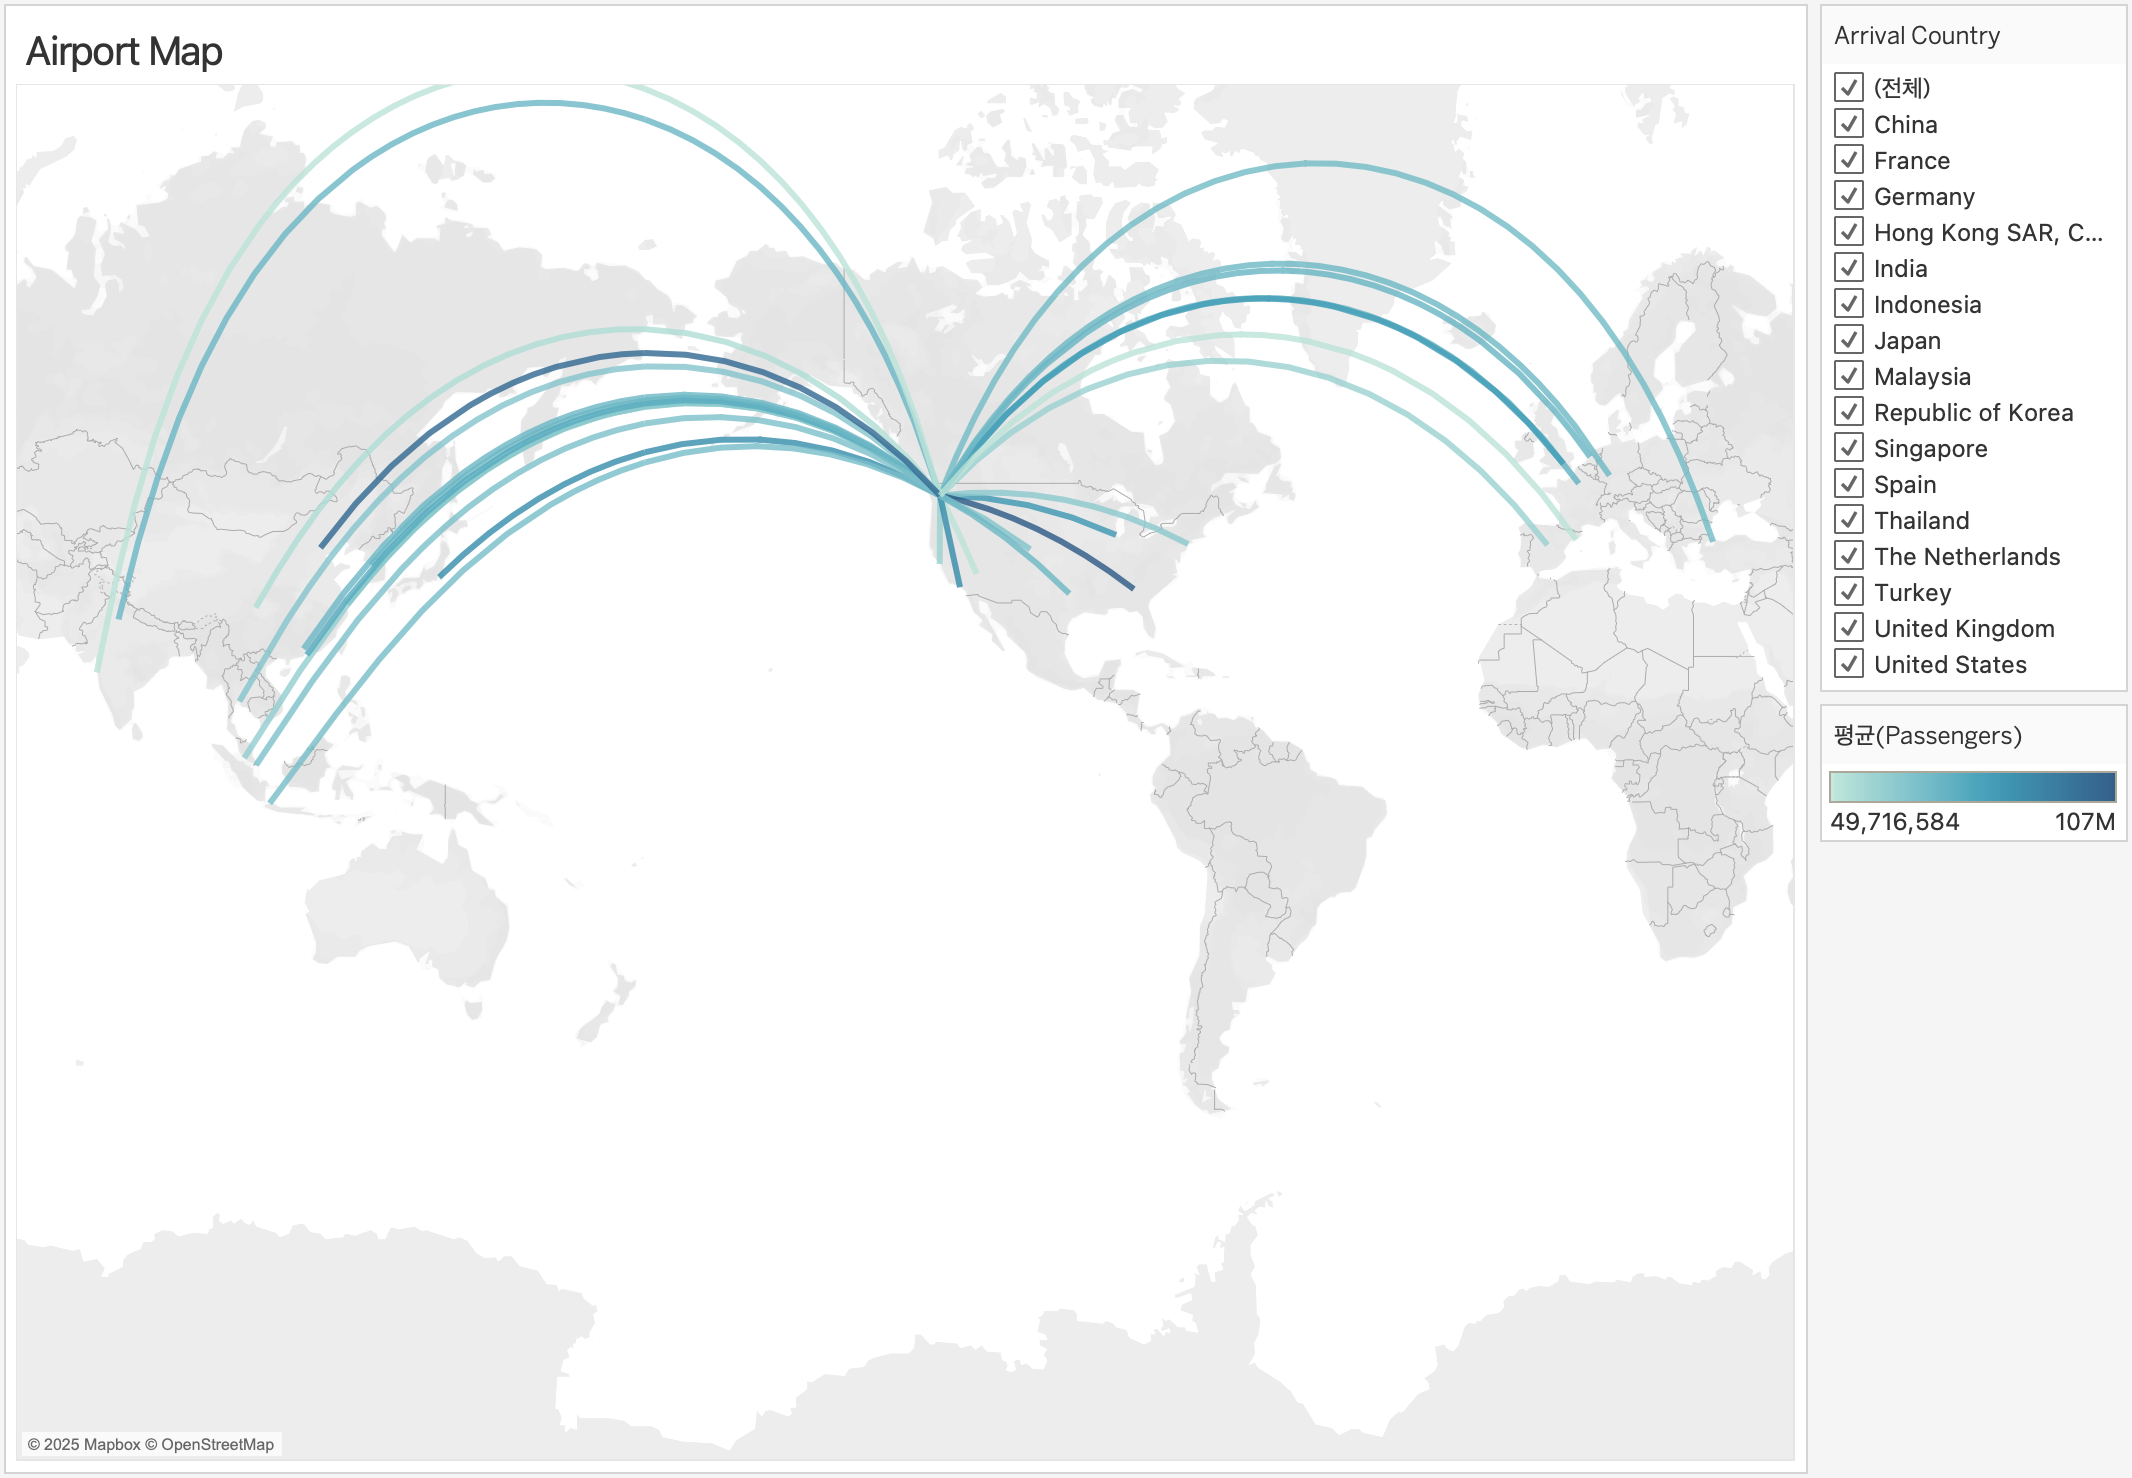 Airport Map
Arrival Country
(전체)
China
France
Germany
Hong Kong SAR, C...
India
Indonesia
Japan
Malaysia
Republic of Korea
Singapore
Spain
Thailand
The Netherlands
Turkey
United Kingdom
United States
평균(Passengers)
49,716,584 107M
© 2025 Mapbox © OpenStreetMap